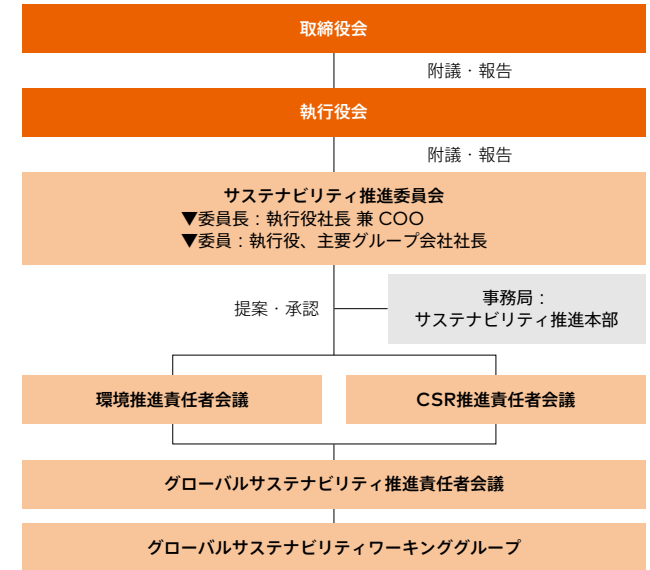 取締役会
附議・報告
執行役会
附議・報告
サステナビリティ推進委員会
▼委員長：執行役社長 兼 COO
▼委員：執行役、主要グループ会社社長
提案・承認
事務局：
サステナビリティ推進本部
環境推進責任者会議
CSR推進責任者会議
グローバルサステナビリティ推進責任者会議
グローバルサステナビリティワーキンググループ